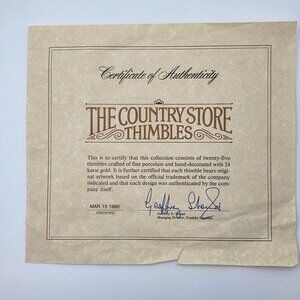 Certificate of Authenticity
THE COUNTRY STORE
THIMBLES
This is to certify that this collection consists of twenty-five
thimbles crafted of fine porcelain and hand-decorated with 24
karat gold. It is further certified that each thimble bears original
artwork based on the official trademark of the company
indicated and that each design was authenticated by the com-
pany itself.
MAR 15 1980
CERTIFIED
Geoffrey
Managing Director, Franklin